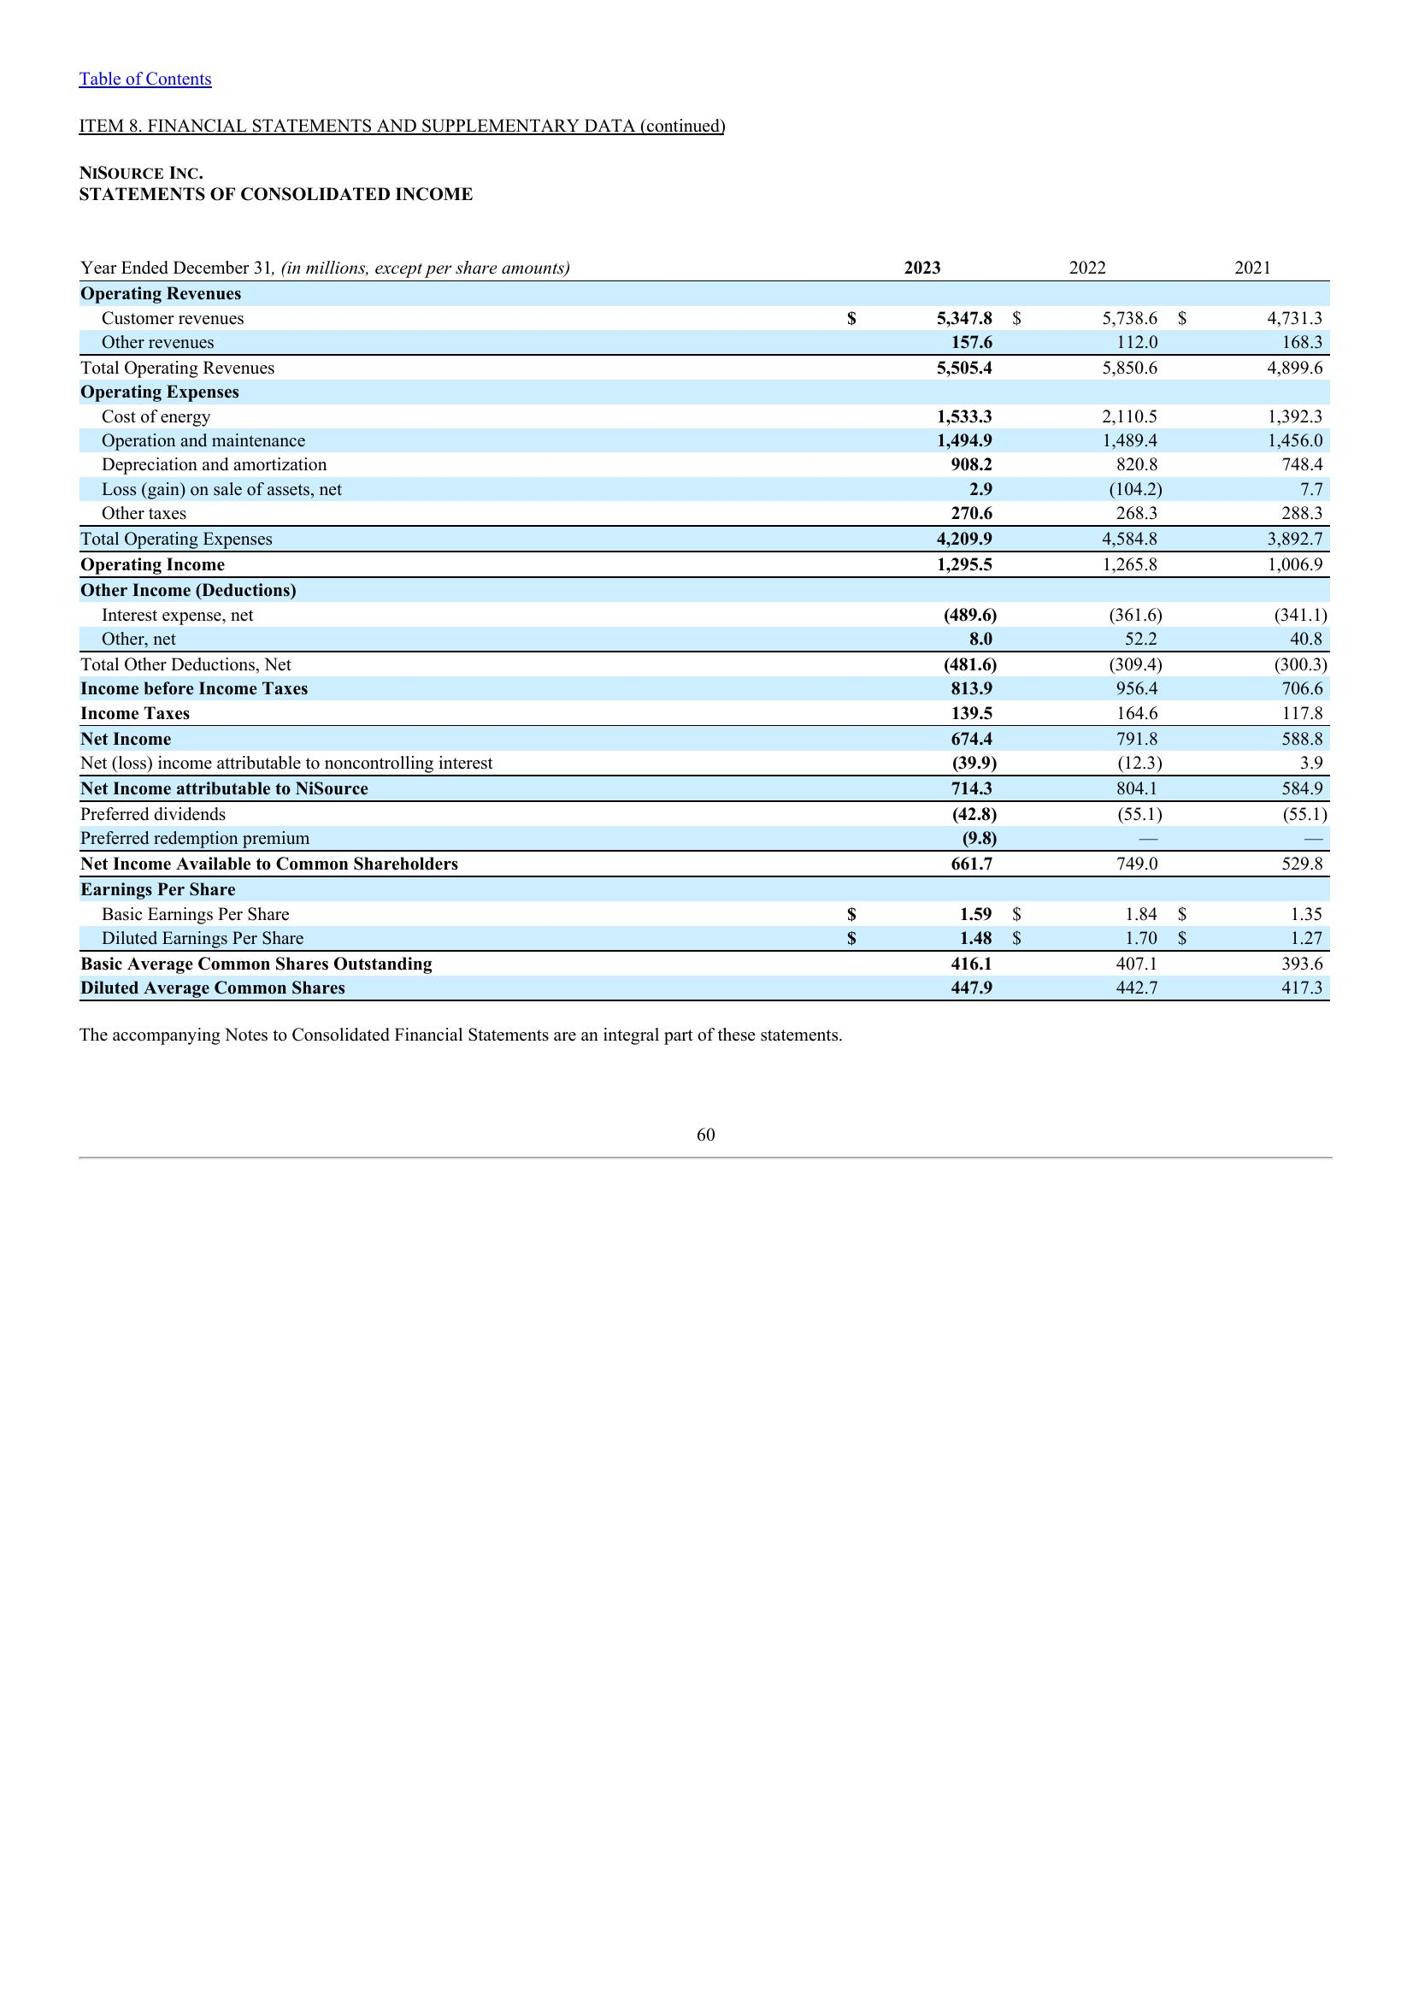 Table of Contents
ITEM 8. FINANCIAL STATEMENTS AND SUPPLEMENTARY DATA (continued)
NISOURCE INC.
STATEMENTS OF CONSOLIDATED INCOME
Year Ended December 31, (in millions, except per share amounts) 2023 2022 2021
Operating Revenues
Customer revenues $ 5,347.8 $ 5,738.6 $ 4,731.3
Other revenues 157.6 112.0 168.3
Total Operating Revenues 5,505.4 5,850.6 4,899.6
Operating Expenses
Cost of energy 1,533.3 2,110.5 1,392.3
Operation and maintenance 1,494.9 1,489.4 1,456.0
Depreciation and amortization 908.2 820.8 748.4
Loss (gain) on sale of assets, net 2.9 (104.2) 7.7
Other taxes 270.6 268.3 288.3
Total Operating Expenses 4,209.9 4,584.8 3,892.7
Operating Income 1,295.5 1,265.8 1,006.9
Other Income (Deductions)
Interest expense, net (489.6) (361.6) (341.1)
Other, net 8.0 52.2 40.8
Total Other Deductions, Net (481.6) (309.4) (300.3)
Income before Income Taxes 813.9 956.4 706.6
Income Taxes 139.5 164.6 117.8
Net Income 674.4 791.8 588.8
Net (loss) income attributable to noncontrolling interest (39.9) (12.3) 3.9
Net Income attributable to NiSource 714.3 804.1 584.9
Preferred dividends (42.8) (55.1) (55.1)
Preferred redemption premium (9.8) — —
Net Income Available to Common Shareholders 661.7 749.0 529.8
Earnings Per Share
Basic Earnings Per Share $ 1.59 $ 1.84 $ 1.35
Diluted Earnings Per Share $ 1.48 $ 1.70 $ 1.27
Basic Average Common Shares Outstanding 416.1 407.1 393.6
Diluted Average Common Shares 447.9 442.7 417.3
The accompanying Notes to Consolidated Financial Statements are an integral part of these statements.
60